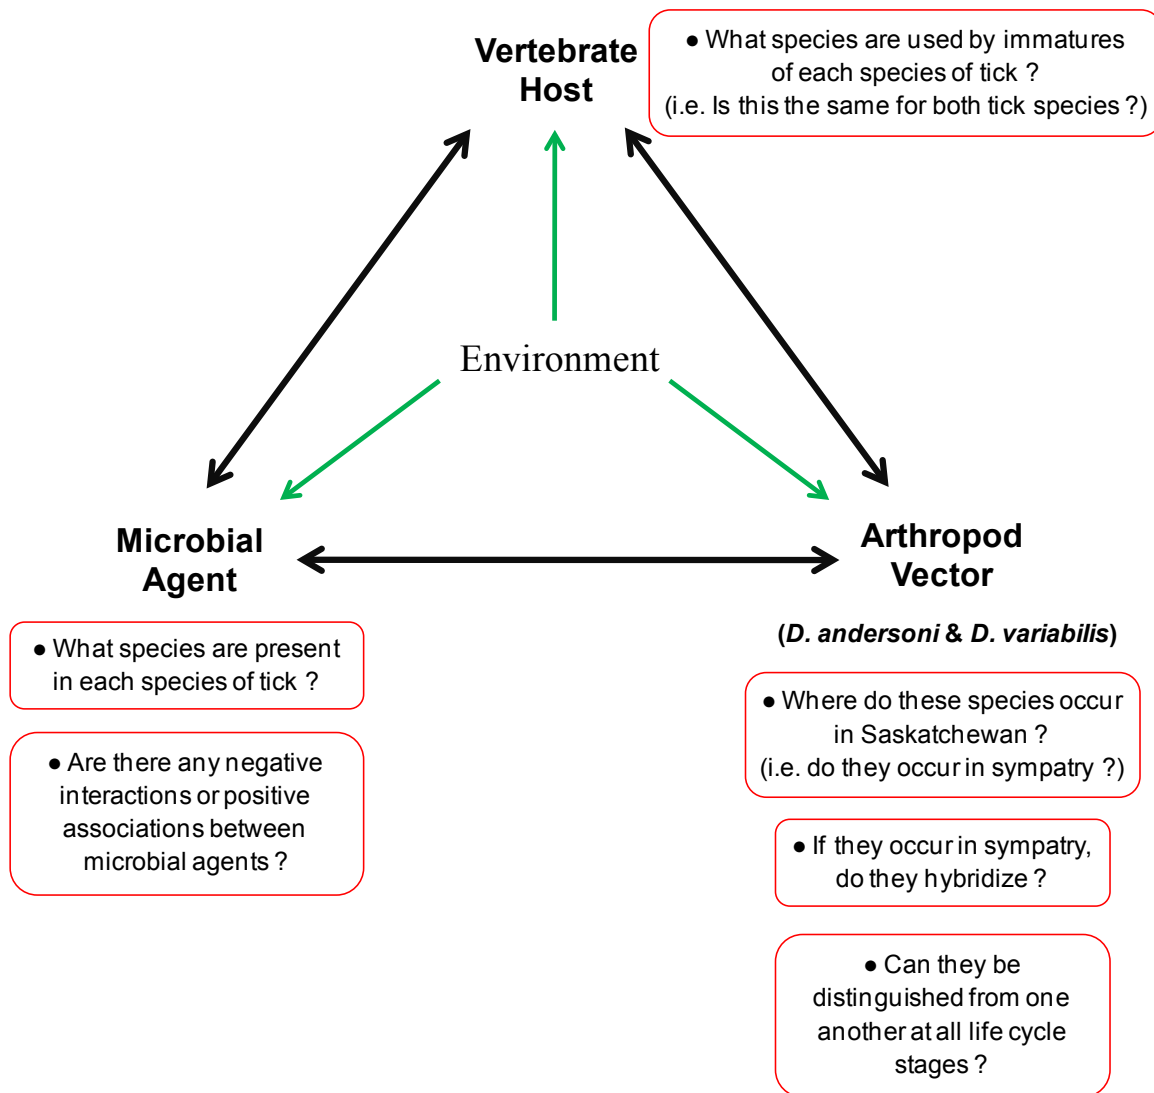 Vertebrate
Host
● What species are used by immatures
of each species of tick ?
(i.e. Is this the same for both tick species ?)
Environment
Microbial
Agent
● What species are present
in each species of tick ?
● Are there any negative
interactions or positive
associations between
microbial agents ?
Arthropod
Vector
(D. andersoni & D. variabilis)
● Where do these species occur
in Saskatchewan ?
(i.e. do they occur in sympatry ?)
● If they occur in sympatry,
do they hybridize ?
● Can they be
distinguished from one
another at all life cycle
stages ?